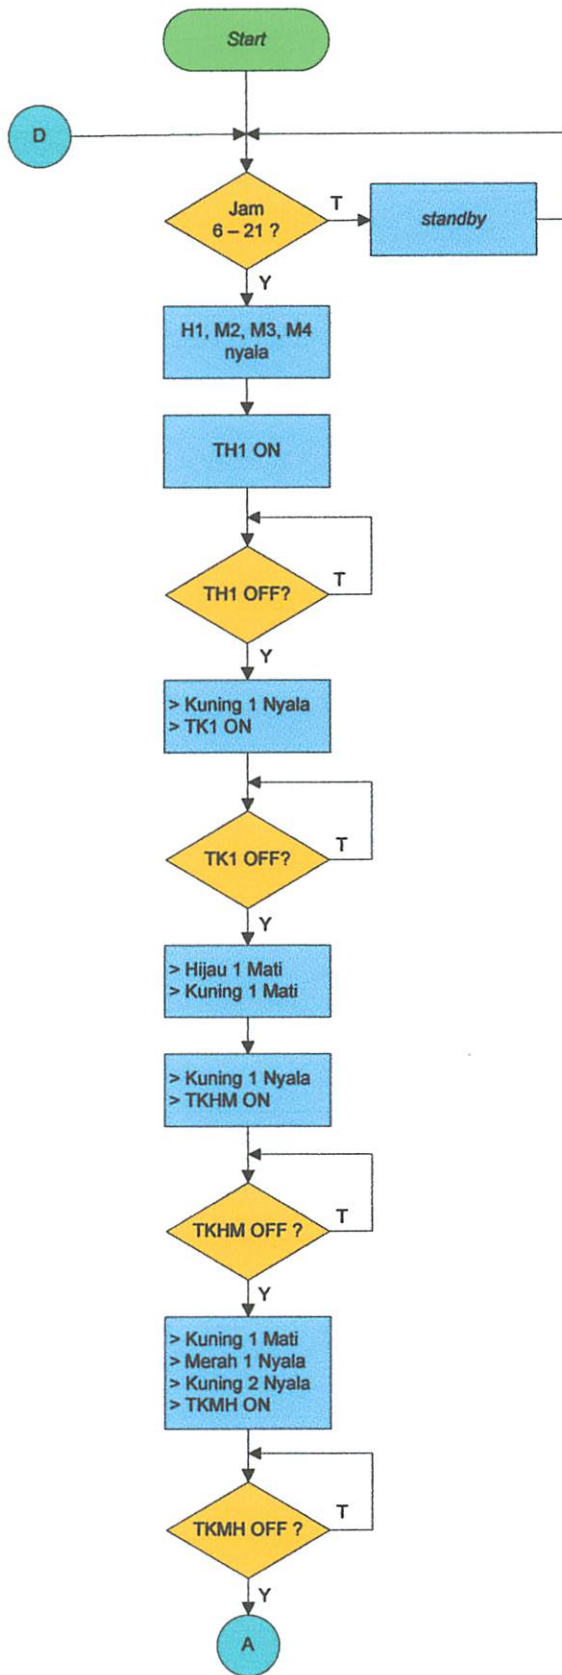 Start
D
Jam
6 – 21 ?
T
standby
Y
H1, M2, M3, M4
nyala
TH1 ON
TH1 OFF?
T
Y
> Kuning 1 Nyala
> TK1 ON
TK1 OFF?
T
Y
> Hijau 1 Mati
> Kuning 1 Mati
> Kuning 1 Nyala
> TKHM ON
TKHM OFF ?
T
Y
> Kuning 1 Mati
> Merah 1 Nyala
> Kuning 2 Nyala
> TKMH ON
TKMH OFF ?
T
Y
A